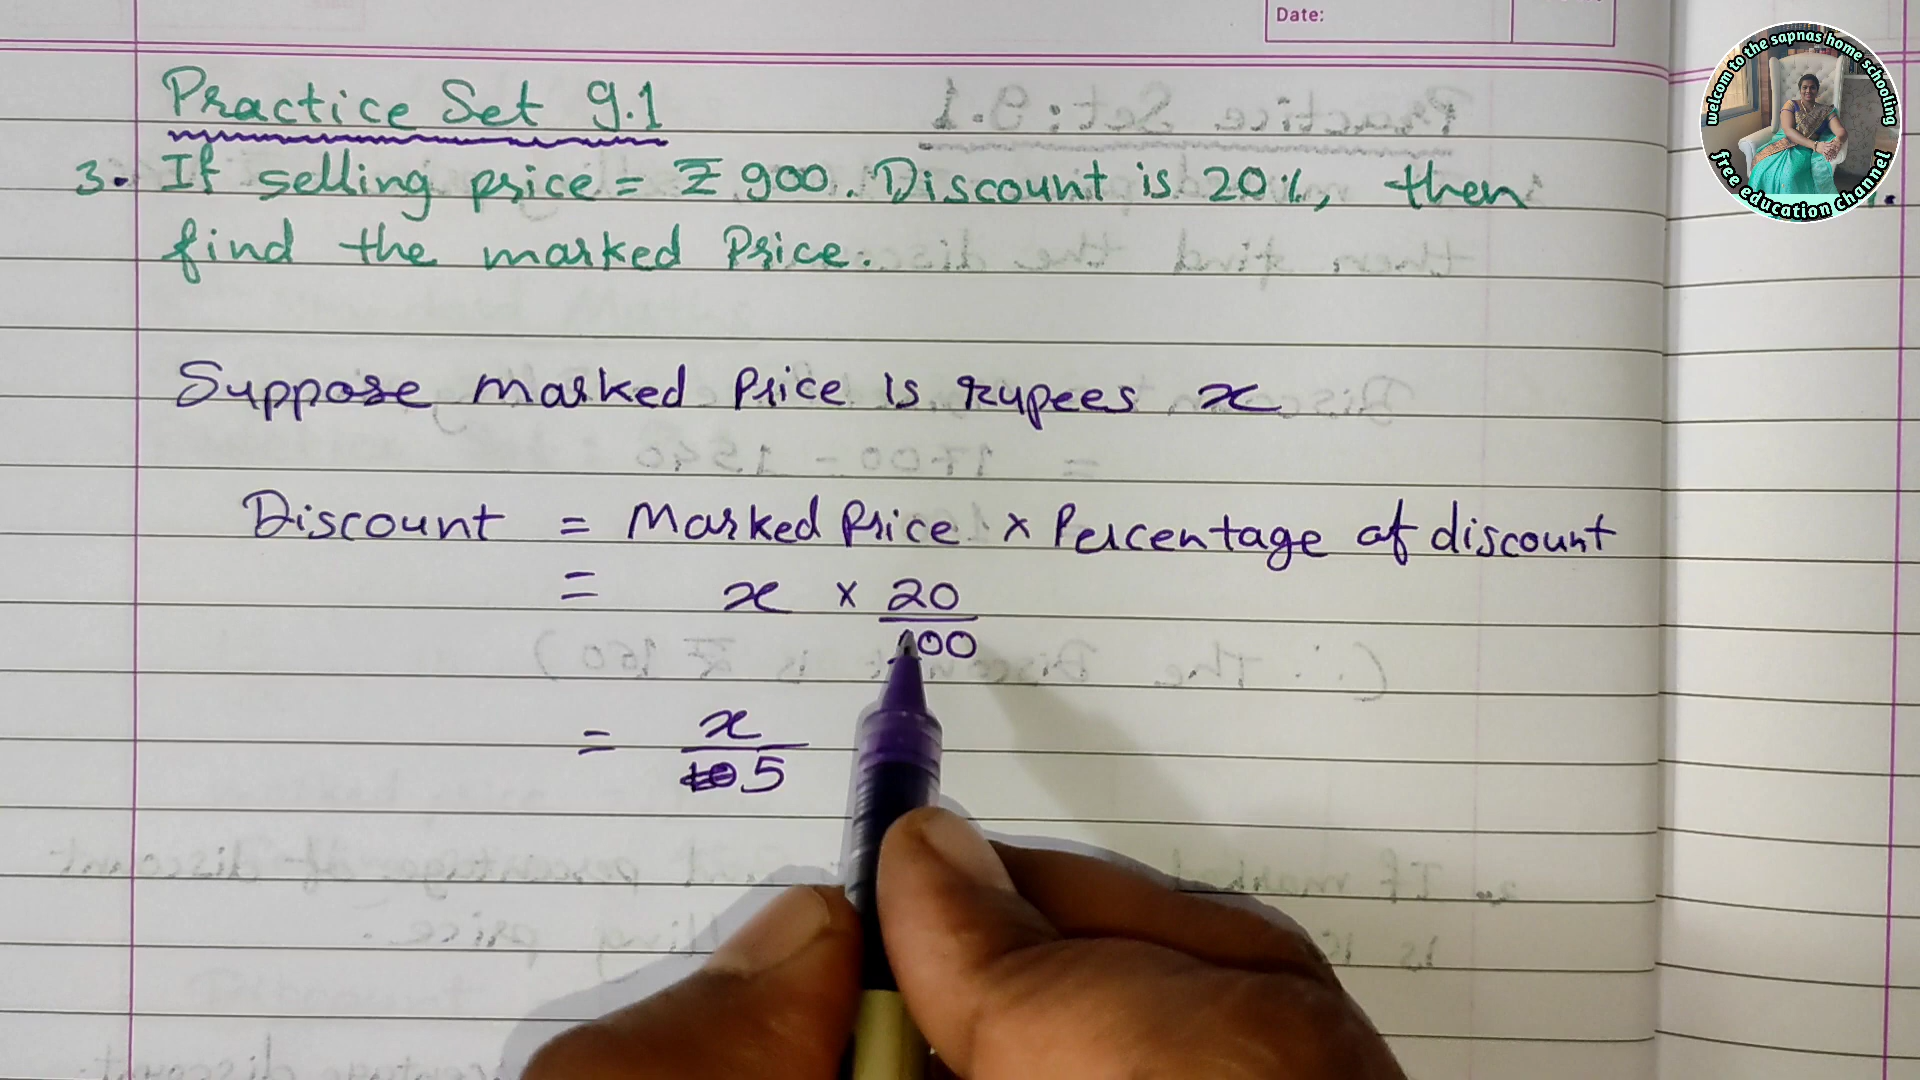 Date:
welcom to the sapnas home schooling
free education channel
Practice Set 9.1
3. If selling price = ₹ 900. Discount is 20%, then
find the marked Price.
Suppose marked Price is rupees x
Discount = Marked Price × Percentage of discount
= x × 20/100
= x/5